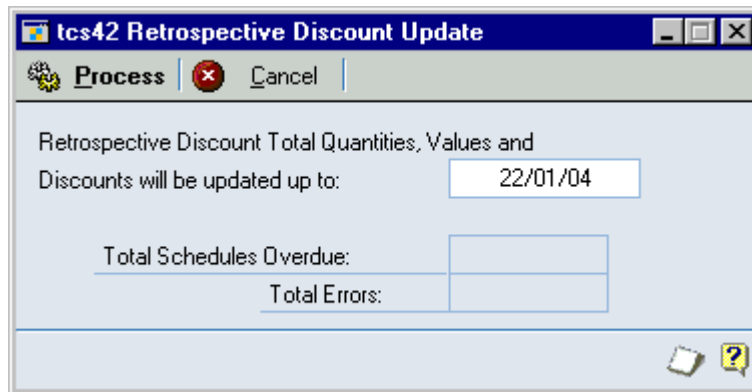 tcs42 Retrospective Discount Update
Process Cancel
Retrospective Discount Total Quantities, Values and
Discounts will be updated up to: 22/01/04
Total Schedules Overdue:
Total Errors: